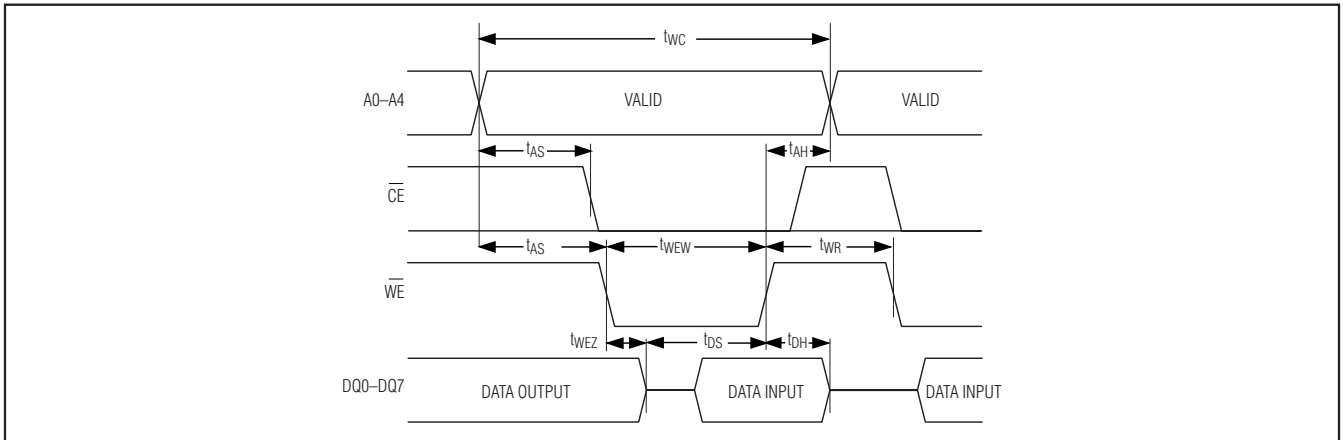 tWC
A0–A4 VALID VALID
tAS tAH
CE
tAS tWEW tWR
WE
tWEZ tDS tDH
DQ0–DQ7 DATA OUTPUT DATA INPUT DATA INPUT